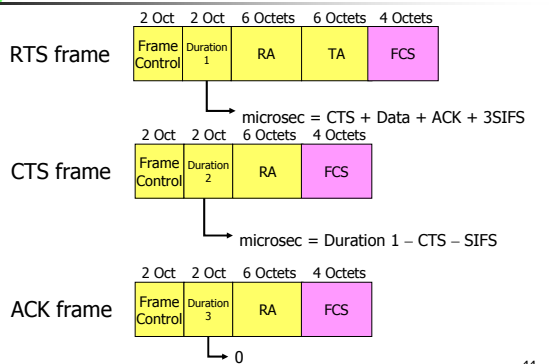 2 Oct 2 Oct 6 Octets 6 Octets 4 Octets
RTS frame
Frame Control Duration 1 RA TA FCS
microsec = CTS + Data + ACK + 3SIFS
2 Oct 2 Oct 6 Octets 4 Octets
CTS frame
Frame Control Duration 2 RA FCS
microsec = Duration 1 – CTS – SIFS
2 Oct 2 Oct 6 Octets 4 Octets
ACK frame
Frame Control Duration 3 RA FCS
0